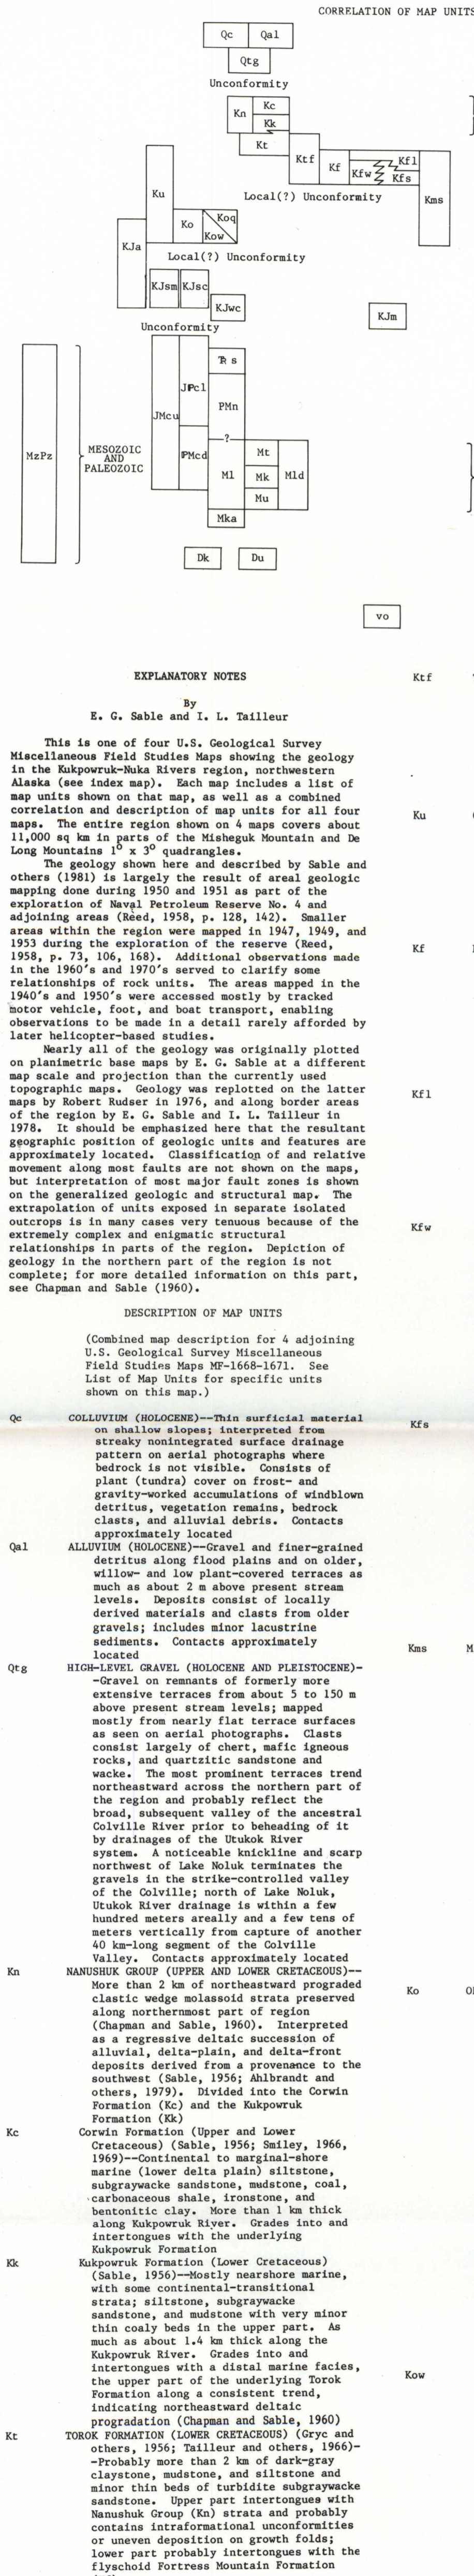 CORRELATION OF MAP UNITS
Qc Qal
Qtg
Unconformity
Kn Kc
Kk
Kt
Ktf Kf Kfw Kfl
Kfs
Kms
Local(?) Unconformity
Ku
Ko Koq
Kow
KJa
Local(?) Unconformity
KJsm KJsc
KJwc
KJm
Unconformity
JMcu JPcl
PMcd
PMn
?
Mt
Ml Mk Mld
Mu
Mka
MzPz
MESOZOIC
AND
PALEOZOIC
Dk Du
vo
EXPLANATORY NOTES
By
E. G. Sable and I. L. Tailleur
This is one of four U.S. Geological Survey
Miscellaneous Field Studies Maps showing the geology
in the Kukpowruk-Nuka Rivers region, northwestern
Alaska (see index map). Each map includes a list of
map units shown on that map, as well as a combined
correlation and description of map units for all four
maps. The entire region shown on 4 maps covers about
11,000 sq km in parts of the Misheguk Mountain and De
Long Mountains 1° x 3° quadrangles.
The geology shown here and described by Sable and
others (1981) is largely the result of areal geologic
mapping done during 1950 and 1951 as part of the
exploration of Naval Petroleum Reserve No. 4 and
adjoining areas (Reed, 1958, p. 128, 142). Smaller
areas within the region were mapped in 1947, 1949, and
1953 during the exploration of the reserve (Reed,
1958, p. 73, 106, 168). Additional observations made
in the 1960's and 1970's served to clarify some
relationships of rock units. The areas mapped in the
1940's and 1950's were accessed mostly by tracked
motor vehicle, foot, and boat transport, enabling
observations to be made in a detail rarely afforded by
later helicopter-based studies.
Nearly all of the geology was originally plotted
on planimetric base maps by E. G. Sable at a different
map scale and projection than the currently used
topographic maps. Geology was replotted on the latter
maps by Robert Rudser in 1976, and along border areas
of the region by E. G. Sable and I. L. Tailleur in
1978. It should be emphasized here that the resultant
geographic position of geologic units and features are
approximately located. Classification of and relative
movement along most faults are not shown on the maps,
but interpretation of most major fault zones is shown
on the generalized geologic and structural map. The
extrapolation of units exposed in separate isolated
outcrops is in many cases very tenuous because of the
extremely complex and enigmatic structural
relationships in parts of the region. Depiction of
geology in the northern part of the region is not
complete; for more detailed information on this part,
see Chapman and Sable (1960).
DESCRIPTION OF MAP UNITS
(Combined map description for 4 adjoining
U.S. Geological Survey Miscellaneous
Field Studies Maps MF-1668-1671. See
List of Map Units for specific units
shown on this map.)
Qc COLLUVIUM (HOLOCENE)--Thin surficial material
on shallow slopes; interpreted from
streaky nonintegrated surface drainage
pattern on aerial photographs where
bedrock is not visible. Consists of
plant (tundra) cover on frost- and
gravity-worked accumulations of windblown
detritus, vegetation remains, bedrock
clasts, and alluvial debris. Contacts
approximately located
Qal ALLUVIUM (HOLOCENE)--Gravel and finer-grained
detritus along flood plains and on older,
willow- and low plant-covered terraces as
much as about 2 m above present stream
levels. Deposits consist of locally
derived materials and clasts from older
gravels; includes minor lacustrine
sediments. Contacts approximately
located
Qtg HIGH-LEVEL GRAVEL (HOLOCENE AND PLEISTOCENE)-
-Gravel on remnants of formerly more
extensive terraces from about 5 to 150 m
above present stream levels; mapped
mostly from nearly flat terrace surfaces
as seen on aerial photographs. Clasts
consist largely of chert, mafic igneous
rocks, and quartzitic sandstone and
wacke. The most prominent terraces trend
northeastward across the northern part of
the region and probably reflect the
broad, subsequent valley of the ancestral
Colville River prior to beheading of it
by drainages of the Utukok River
system. A noticeable knickline and scarp
northwest of Lake Noluk terminates the
gravels in the strike-controlled valley
of the Colville; north of Lake Noluk,
Utukok River drainage is within a few
hundred meters areally and a few tens of
meters vertically from capture of another
40 km-long segment of the Colville
Valley. Contacts approximately located
Kn NANUSHUK GROUP (UPPER AND LOWER CRETACEOUS)--
More than 2 km of northeastward prograded
clastic wedge molassoid strata preserved
along northernmost part of region
(Chapman and Sable, 1960). Interpreted
as a regressive deltaic succession of
alluvial, delta-plain, and delta-front
deposits derived from a provenance to the
southwest (Sable, 1956; Ahlbrandt and
others, 1979). Divided into the Corwin
Formation (Kc) and the Kukpowruk
Formation (Kk)
Kc Corwin Formation (Upper and Lower
Cretaceous) (Sable, 1956; Smiley, 1966,
1969)--Continental to marginal-shore
marine (lower delta plain) siltstone,
subgraywacke sandstone, mudstone, coal,
carbonaceous shale, ironstone, and
bentonitic clay. More than 1 km thick
along Kukpowruk River. Grades into and
intertongues with the underlying
Kukpowruk Formation
Kk Kukpowruk Formation (Lower Cretaceous)
(Sable, 1956)--Mostly nearshore marine,
with some continental-transitional
strata; siltstone, subgraywacke
sandstone, and mudstone with very minor
thin coaly beds in the upper part. As
much as about 1.4 km thick along the
Kukpowruk River. Grades into and
intertongues with a distal marine facies,
the upper part of the underlying Torok
Formation along a consistent trend,
indicating northeastward deltaic
progradation (Chapman and Sable, 1960)
Kt TOROK FORMATION (LOWER CRETACEOUS) (Gryc and
others, 1956; Tailleur and others, 1966)-
-Probably more than 2 km of dark-gray
claystone, mudstone, and siltstone and
minor thin beds of turbidite subgraywacke
sandstone. Upper part intertongues with
Nanushuk Group (Kn) strata and probably
contains intraformational unconformities
or uneven deposition on growth folds;
lower part probably intertongues with the
flyschoid Fortress Mountain Formation
Ktf
Ku
Kf
Kfl
Kfw
Kfs
Kms M
Ko
Kow